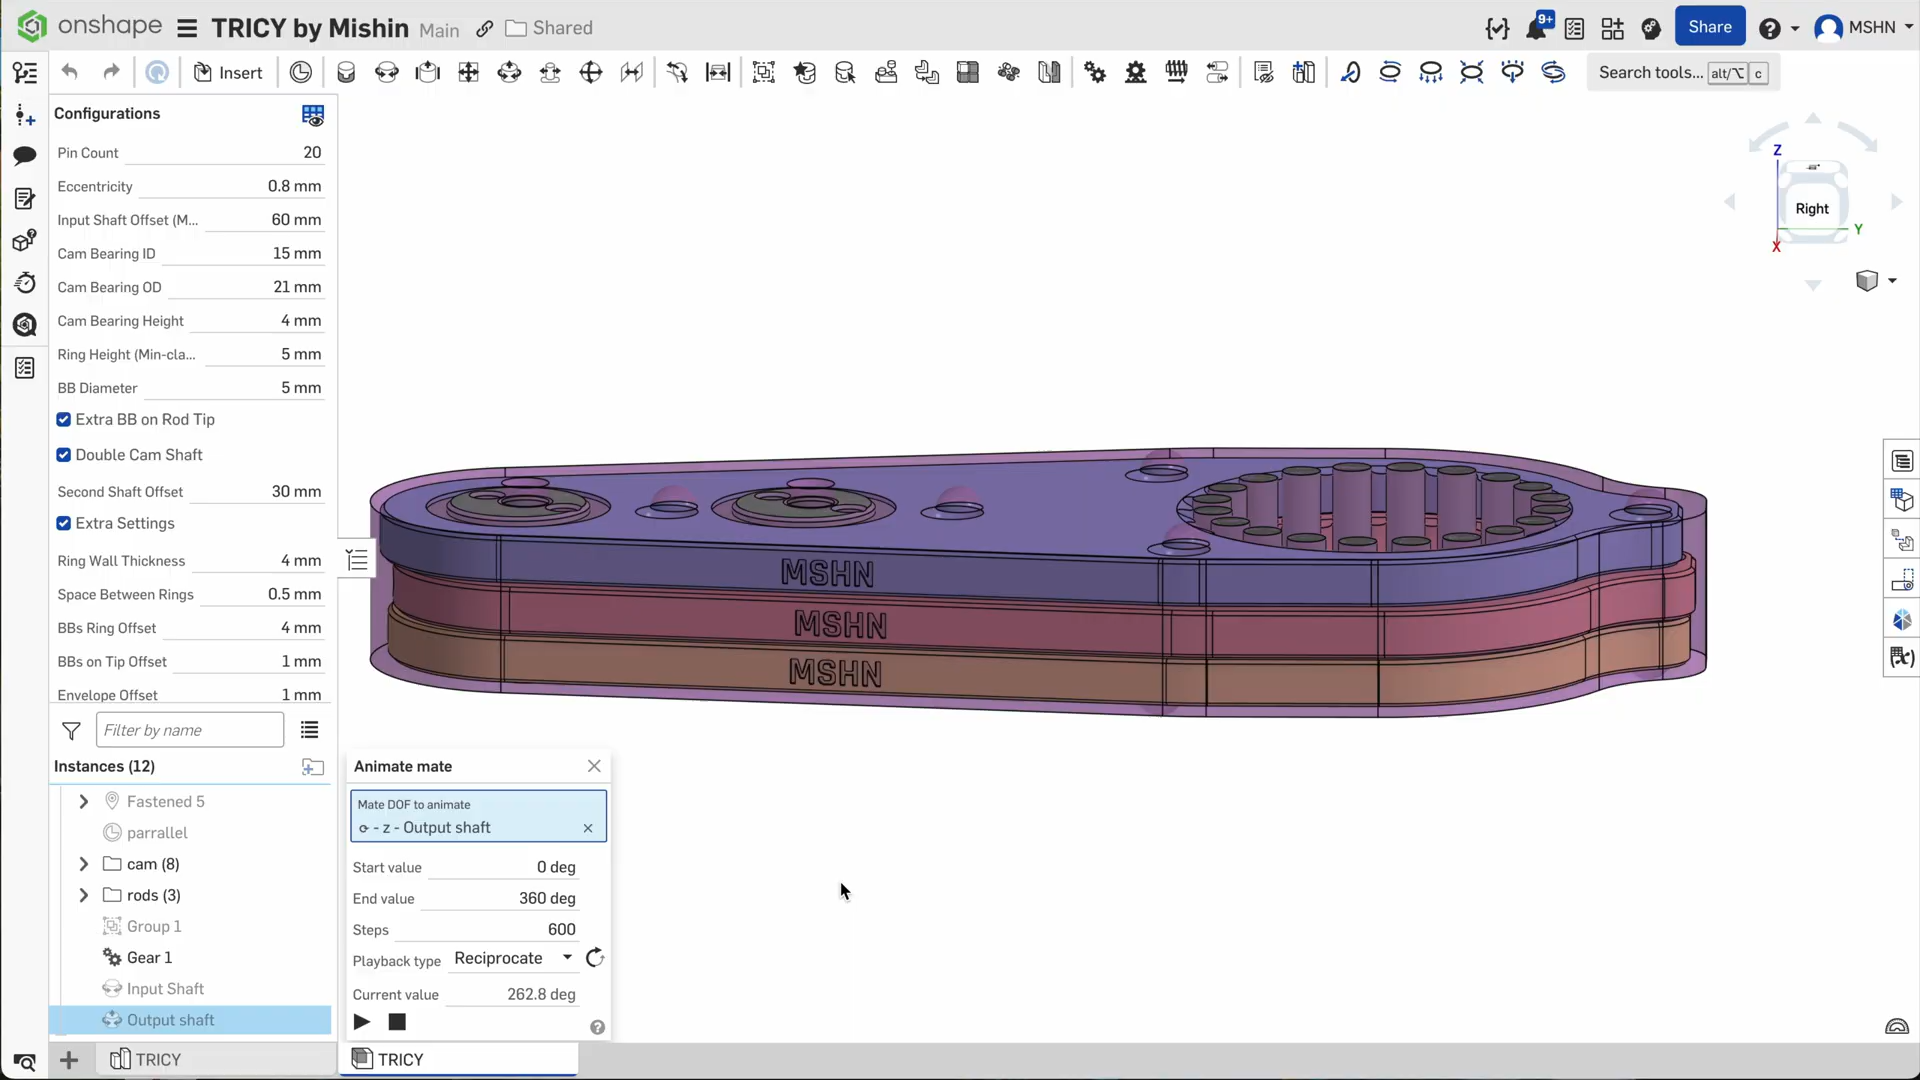 onshape
TRICY by Mishin Main Shared
9+
Share
MSHN
Insert
Search tools... alt/⌥ c
Configurations
Pin Count 20
Eccentricity 0.8 mm
Input Shaft Offset (M... 60 mm
Cam Bearing ID 15 mm
Cam Bearing OD 21 mm
Cam Bearing Height 4 mm
Ring Height (Min-cla... 5 mm
BB Diameter 5 mm
Extra BB on Rod Tip
Double Cam Shaft
Second Shaft Offset 30 mm
Extra Settings
Ring Wall Thickness 4 mm
Space Between Rings 0.5 mm
BBs Ring Offset 4 mm
BBs on Tip Offset 1 mm
Envelope Offset 1 mm
Filter by name
Instances (12)
Fastened 5
parrallel
cam (8)
rods (3)
Group 1
Gear 1
Input Shaft
Output shaft
Z
Right
Y
X
MSHN
MSHN
MSHN
Animate mate
Mate DOF to animate
- z - Output shaft
Start value 0 deg
End value 360 deg
Steps 600
Playback type Reciprocate
Current value 262.8 deg
TRICY
TRICY